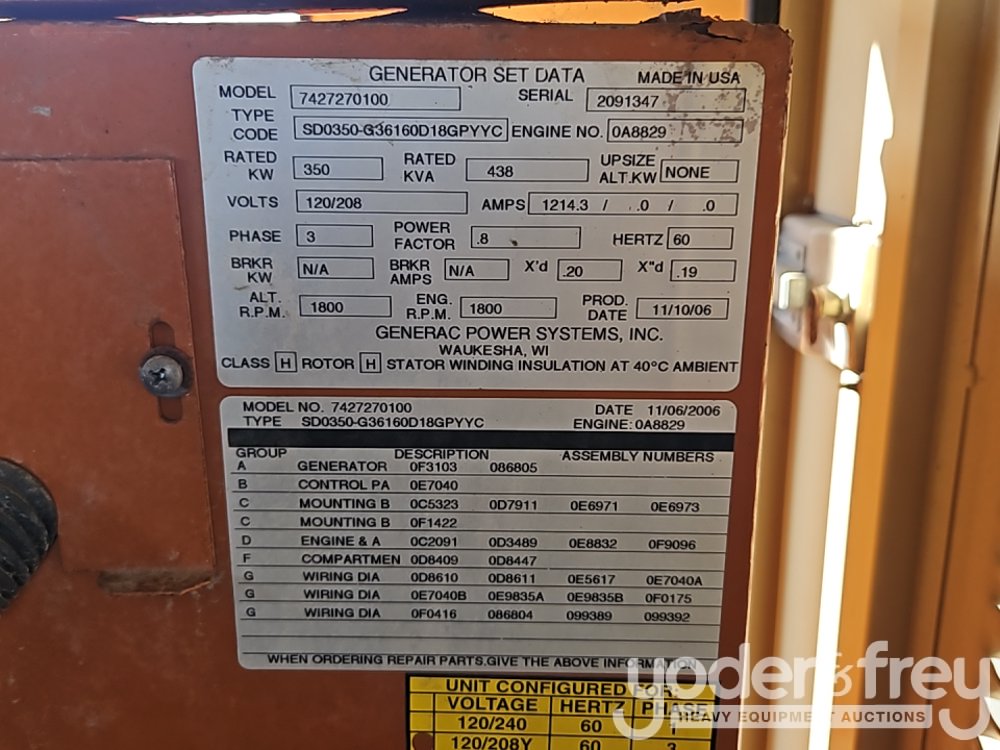 GENERATOR SET DATA MADE IN USA
MODEL 7427270100 SERIAL 2091347
TYPE CODE SD0350-G36160D18GPYYC ENGINE NO. 0A8829
RATED KW 350 RATED KVA 438 UPSIZE ALT.KW NONE
VOLTS 120/208 AMPS 1214.3 / .0 / .0
PHASE 3 POWER FACTOR .8 HERTZ 60
BRKR KW N/A BRKR AMPS N/A X'd .20 X"d .19
ALT. R.P.M. 1800 ENG. R.P.M. 1800 PROD. DATE 11/10/06
GENERAC POWER SYSTEMS, INC.
WAUKESHA, WI
CLASS H ROTOR H STATOR WINDING INSULATION AT 40°C AMBIENT
MODEL NO. 7427270100 DATE 11/06/2006
TYPE SD0350-G36160D18GPYYC ENGINE: 0A8829
GROUP DESCRIPTION ASSEMBLY NUMBERS
A GENERATOR 0F3103 086805
B CONTROL PA 0E7040
C MOUNTING B 0C5323 0D7911 0E6971 0E6973
C MOUNTING B 0F1422
D ENGINE & A 0C2091 0D3489 0E8832 0F9096
F COMPARTMEN 0D8409 0D8447
G WIRING DIA 0D8610 0D8611 0E5617 0E7040A
G WIRING DIA 0E7040B 0E9835A 0E9835B 0F0175
G WIRING DIA 0F0416 086804 099389 099392
WHEN ORDERING REPAIR PARTS.GIVE THE ABOVE INFORMATION
UNIT CONFIGURED FOR:
VOLTAGE HERTZ PHASE
120/240 60 1
120/208Y 60 3
yoder&frey
HEAVY EQUIPMENT AUCTIONS